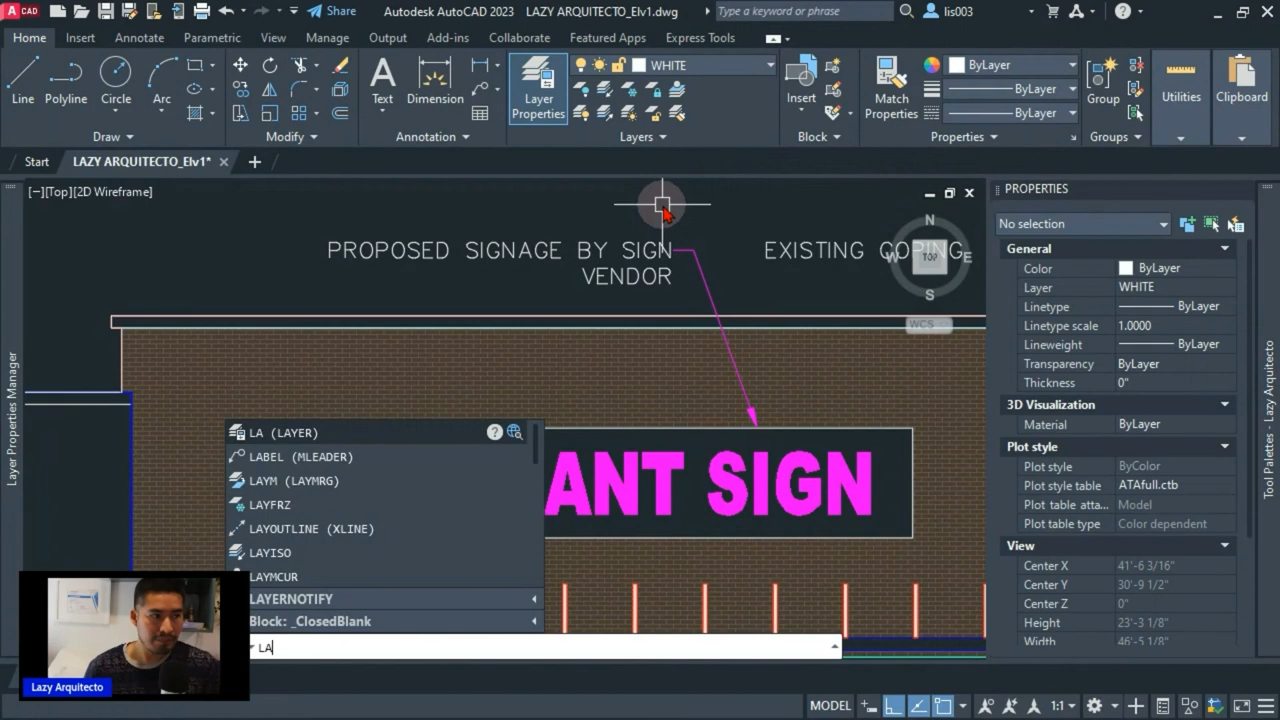 CAD
Share
Autodesk AutoCAD 2023
LAZY ARQUITECTO_Elv1.dwg
Type a keyword or phrase
lis003
Home
Insert
Annotate
Parametric
View
Manage
Output
Add-ins
Collaborate
Featured Apps
Express Tools
Line
Polyline
Circle
Arc
Text
Dimension
Layer
Properties
WHITE
Insert
Match
Properties
ByLayer
ByLayer
ByLayer
Group
Utilities
Clipboard
Draw
Modify
Annotation
Layers
Block
Properties
Groups
Start
LAZY ARQUITECTO_Elv1*
[−][Top][2D Wireframe]
PROPOSED SIGNAGE BY SIGN
VENDOR
EXISTING COPING
N
W
TOP
E
S
WCS
ANT SIGN
Layer Properties Manager
LA (LAYER)
LABEL (MLEADER)
LAYM (LAYMRG)
LAYFRZ
LAYOUTLINE (XLINE)
LAYISO
LAYMCUR
LAYERNOTIFY
Block: _ClosedBlank
LA
Lazy Arquitecto
PROPERTIES
No selection
General
Color ByLayer
Layer WHITE
Linetype ByLayer
Linetype scale 1.0000
Lineweight ByLayer
Transparency ByLayer
Thickness 0"
3D Visualization
Material ByLayer
Plot style
Plot style ByColor
Plot style table ATAfull.ctb
Plot table atta... Model
Plot table type Color dependent
View
Center X 41'-6 3/16"
Center Y 30'-9 1/2"
Center Z 0"
Height 23'-3 1/8"
Width 46'-5 1/8"
Tool Palettes - Lazy Arquitecto
MODEL
1:1